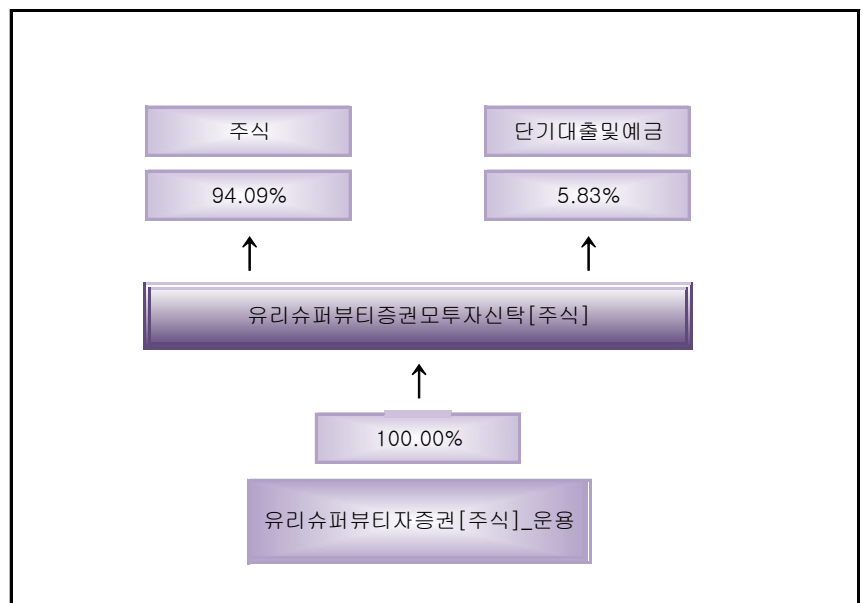 주식
단기대출및예금
94.09%
5.83%
↑
↑
유리슈퍼뷰티증권모투자신탁[주식]
↑
100.00%
유리슈퍼뷰티자증권[주식]_운용